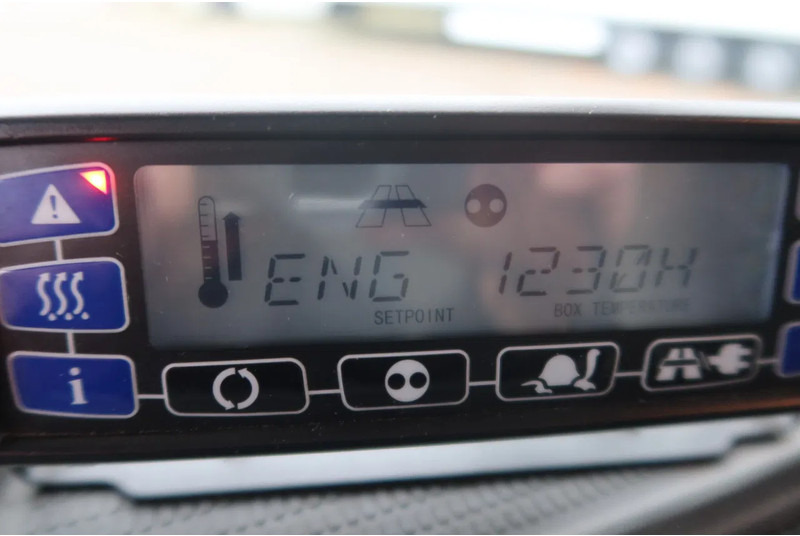 ENG 1230H
SETPOINT BOX TEMPERATURE
i